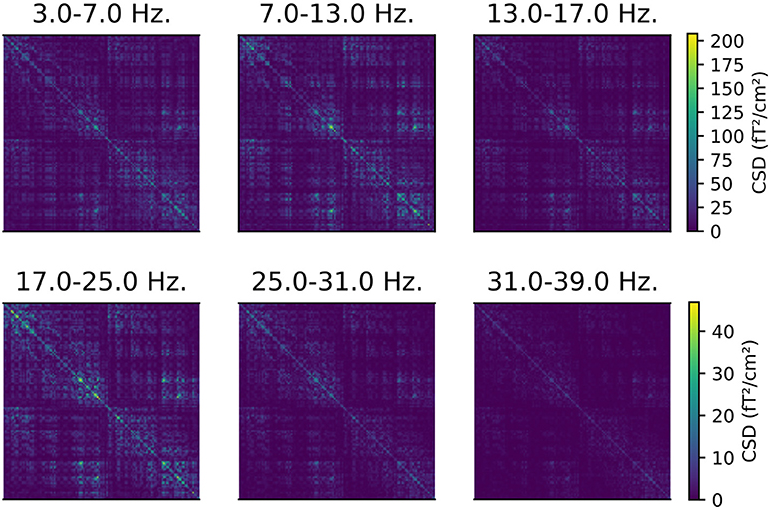 3.0-7.0 Hz.
7.0-13.0 Hz.
13.0-17.0 Hz.
200
175
150
125
100
75
50
25
0
CSD (fT²/cm²)
17.0-25.0 Hz.
25.0-31.0 Hz.
31.0-39.0 Hz.
40
30
20
10
0
CSD (fT²/cm²)